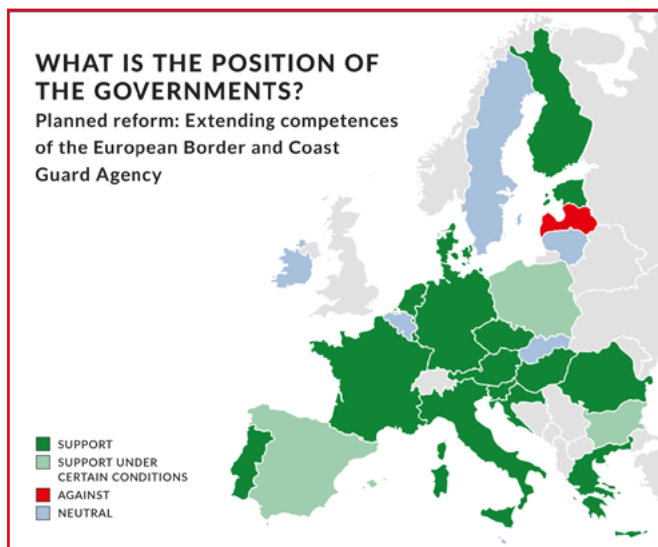 WHAT IS THE POSITION OF
THE GOVERNMENTS?
Planned reform: Extending competences
of the European Border and Coast
Guard Agency
SUPPORT
SUPPORT UNDER
CERTAIN CONDITIONS
AGAINST
NEUTRAL